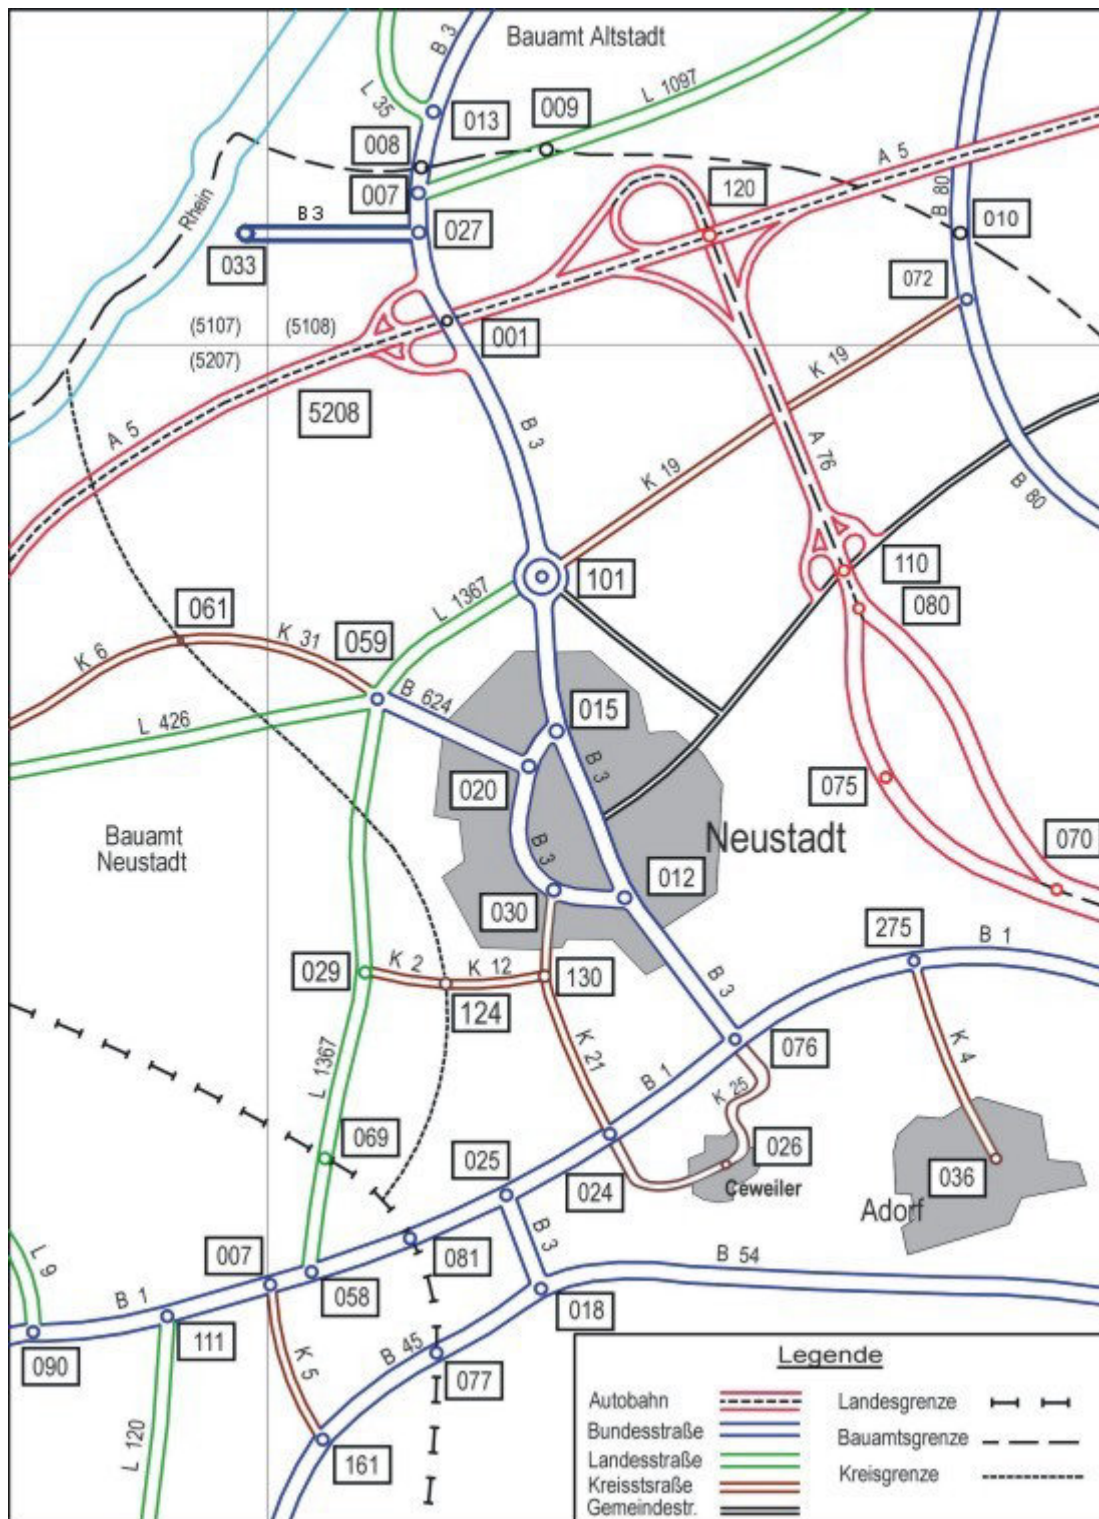 B 3
Bauamt Altstadt
L 35
013
009
L 1097
008
120
A 5
007
B 80
010
Rhein
B 3
027
033
072
(5107)
(5108)
001
(5207)
K 19
5208
A 5
B 3
A 76
K 19
B 80
110
101
080
061
L 1367
059
K 31
K 6
B 624
015
L 426
B 3
020
075
Bauamt
Neustadt
Neustadt
B 3
070
012
030
275
B 1
029
K 2
K 12
130
B 3
124
076
K 21
B 1
K 4
L 1367
K 25
069
026
025
024
Ceweiler
036
Adorf
007
B 3
081
B 54
L 9
B 1
058
018
111
090
K 5
B 45
077
L 120
161
Legende
Autobahn
Landesgrenze
Bundesstraße
Bauamtsgrenze
Landesstraße
Kreisgrenze
Kreisstsraße
Gemeindestr.